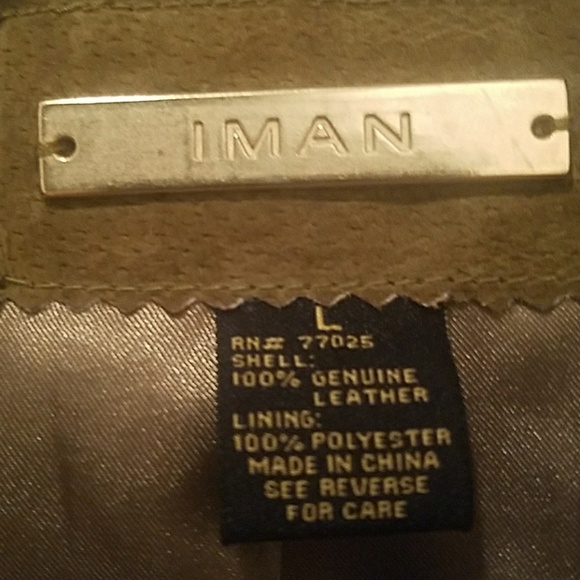 IMAN
L
RN# 77025
SHELL:
100% GENUINE
LEATHER
LINING:
100% POLYESTER
MADE IN CHINA
SEE REVERSE
FOR CARE